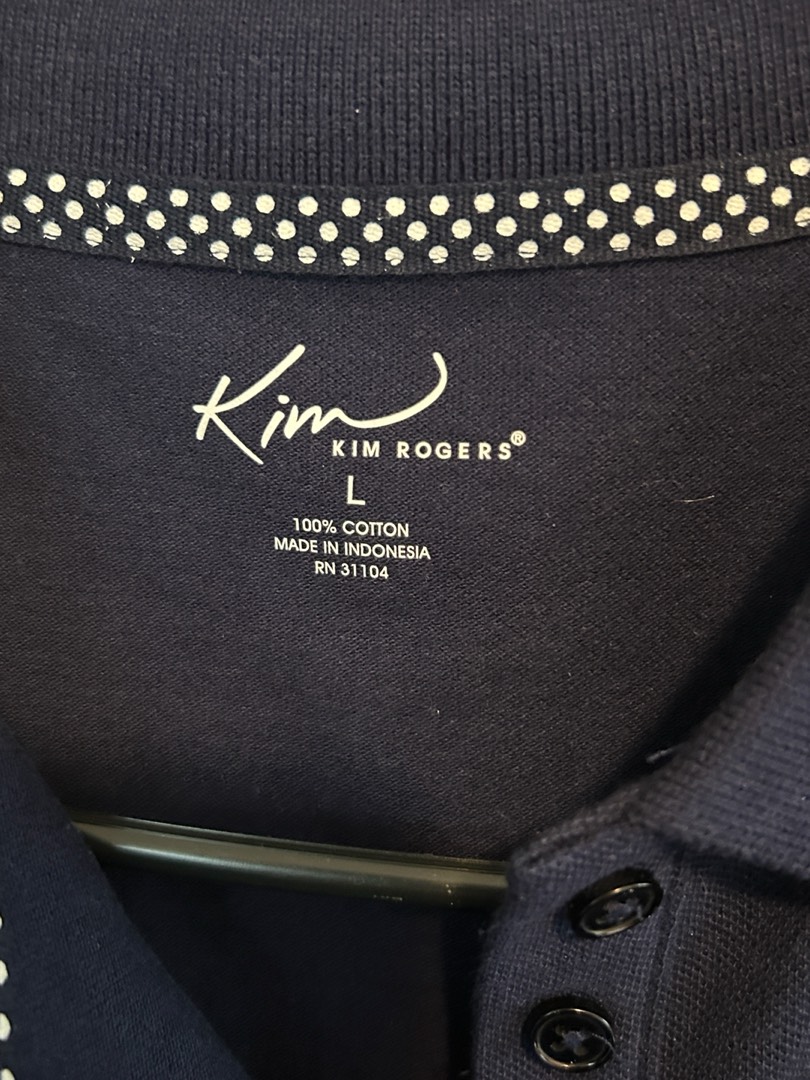 Kim
KIM ROGERS®
L
100% COTTON
MADE IN INDONESIA
RN 31104